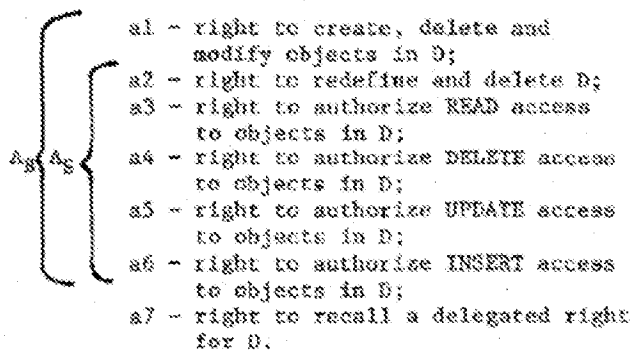 a1 - right to create, delete and
modify objects in D;
a2 - right to redefine and delete D;
a3 - right to authorize READ access
to objects in D;
a4 - right to authorize DELETE access
to objects in D;
a5 - right to authorize UPDATE access
to objects in D;
a6 - right to authorize INSERT access
to objects in D;
a7 - right to recall a delegated right
for D.